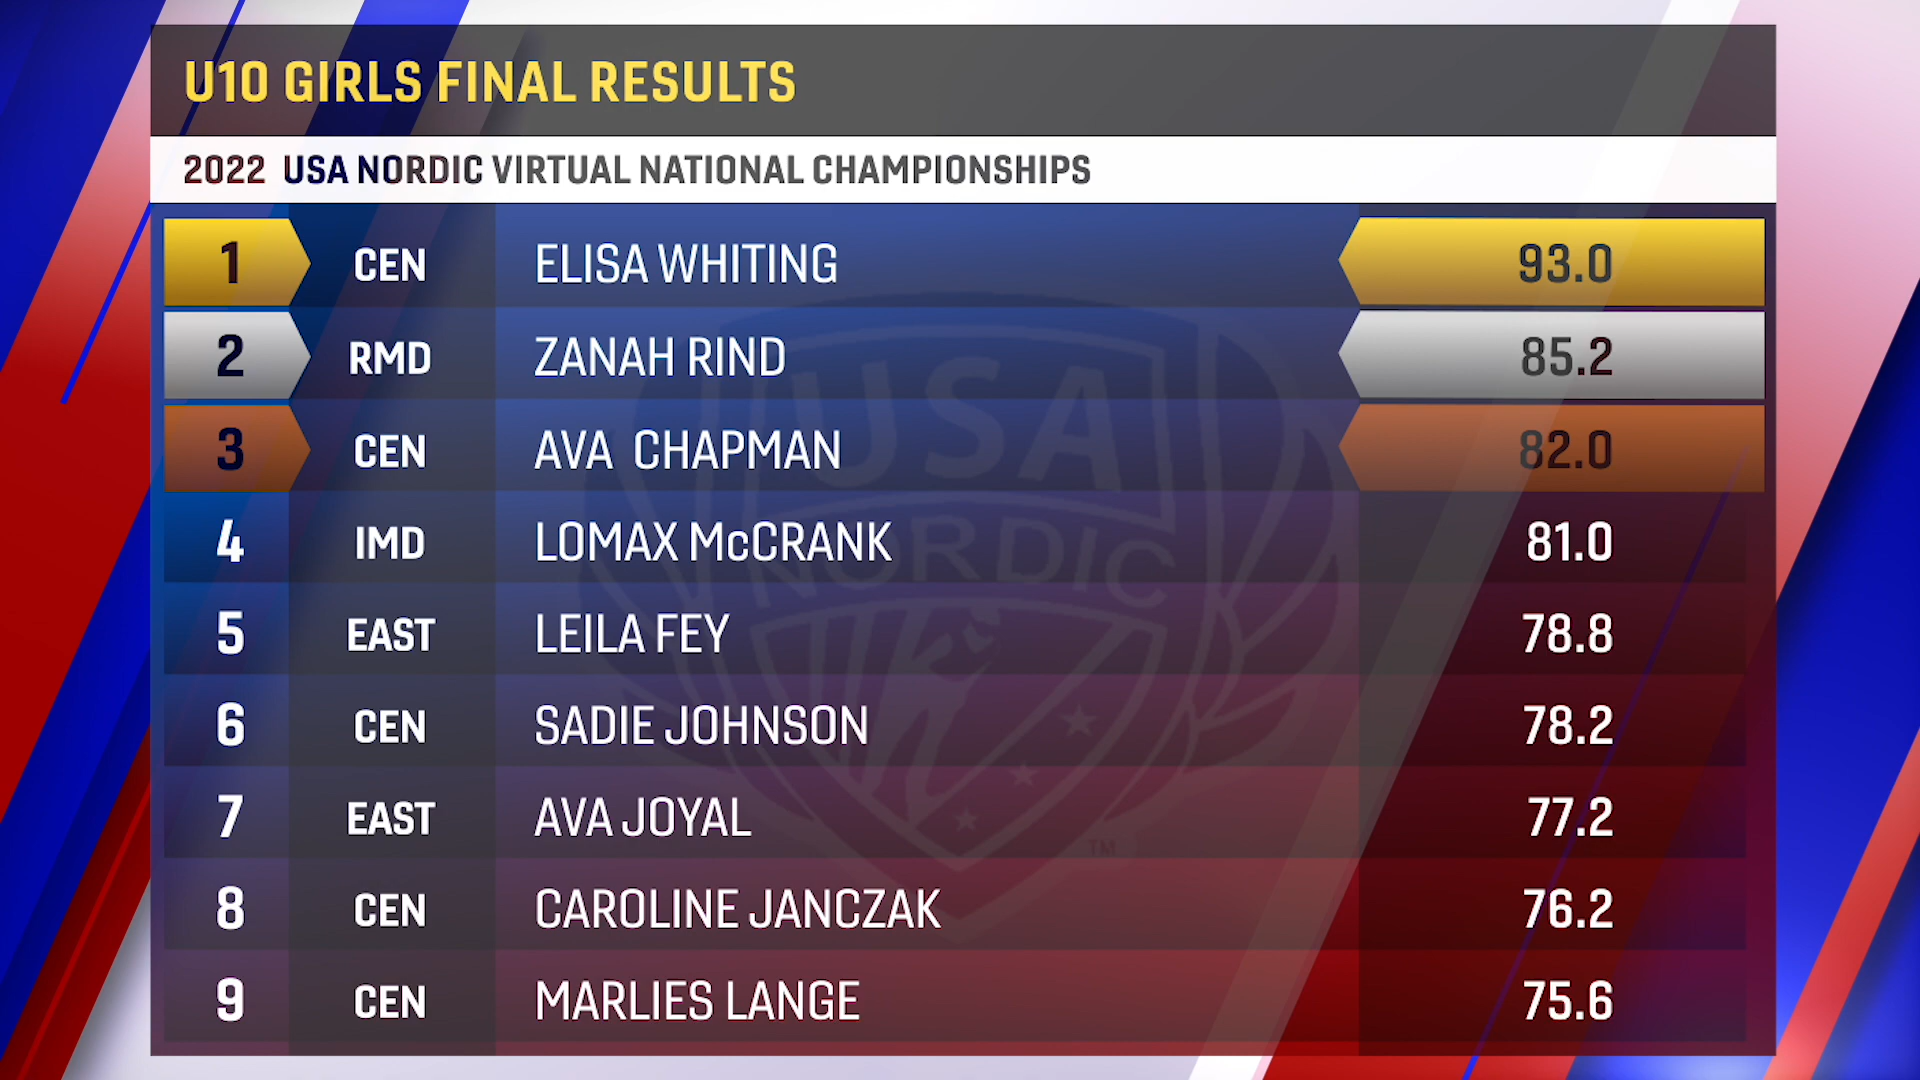 U10 GIRLS FINAL RESULTS
2022 USA NORDIC VIRTUAL NATIONAL CHAMPIONSHIPS
1 CEN ELISA WHITING 93.0
2 RMD ZANAH RIND 85.2
3 CEN AVA CHAPMAN 82.0
4 IMD LOMAX McCRANK 81.0
5 EAST LEILA FEY 78.8
6 CEN SADIE JOHNSON 78.2
7 EAST AVA JOYAL 77.2
8 CEN CAROLINE JANCZAK 76.2
9 CEN MARLIES LANGE 75.6
USA
NORDIC
TM